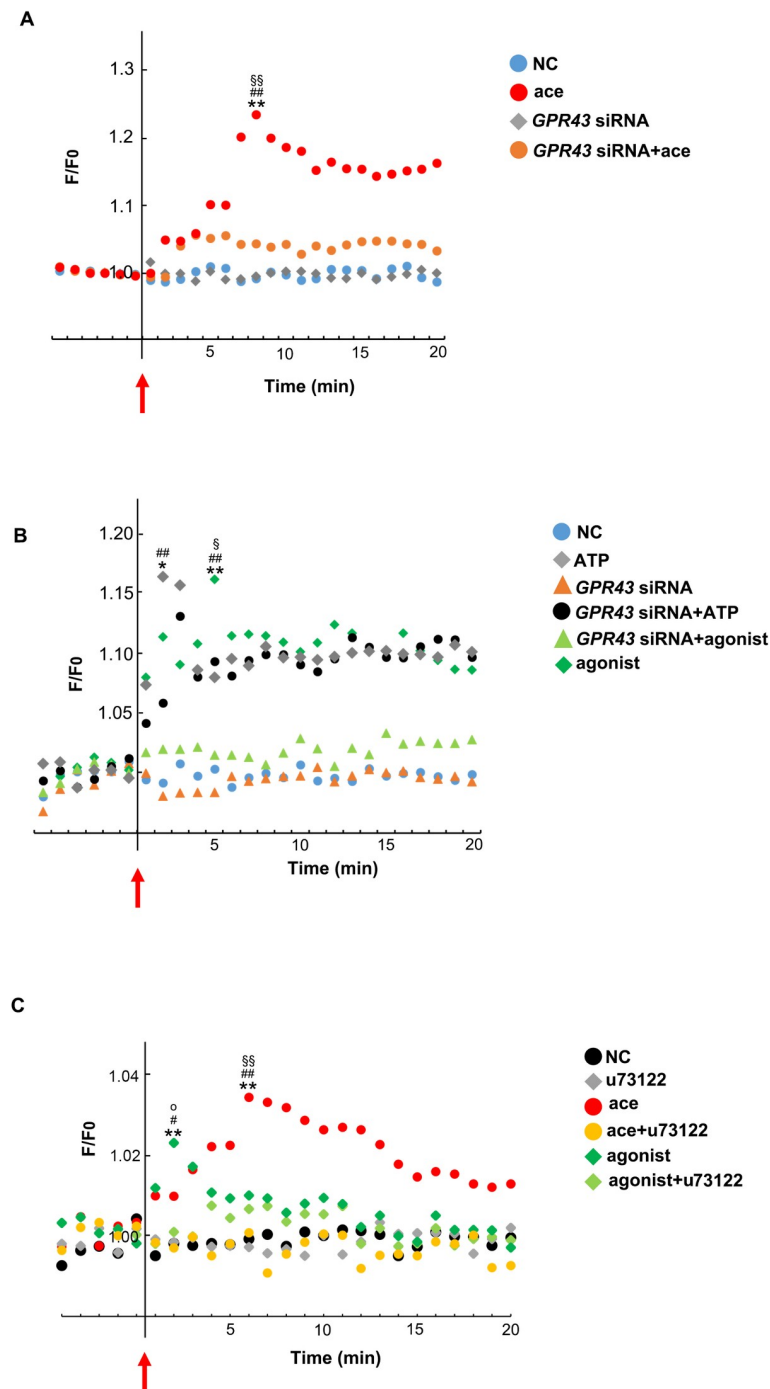 A
1.3
1.2
1.1
1.0
F/F0
§§
##
**
5
10
15
20
Time (min)
NC
ace
GPR43 siRNA
GPR43 siRNA+ace
B
1.20
1.15
1.10
1.05
F/F0
##
*
§
##
**
5
10
15
20
Time (min)
NC
ATP
GPR43 siRNA
GPR43 siRNA+ATP
GPR43 siRNA+agonist
agonist
C
1.04
1.02
1.00
F/F0
o
#
**
§§
##
**
5
10
15
20
Time (min)
NC
u73122
ace
ace+u73122
agonist
agonist+u73122